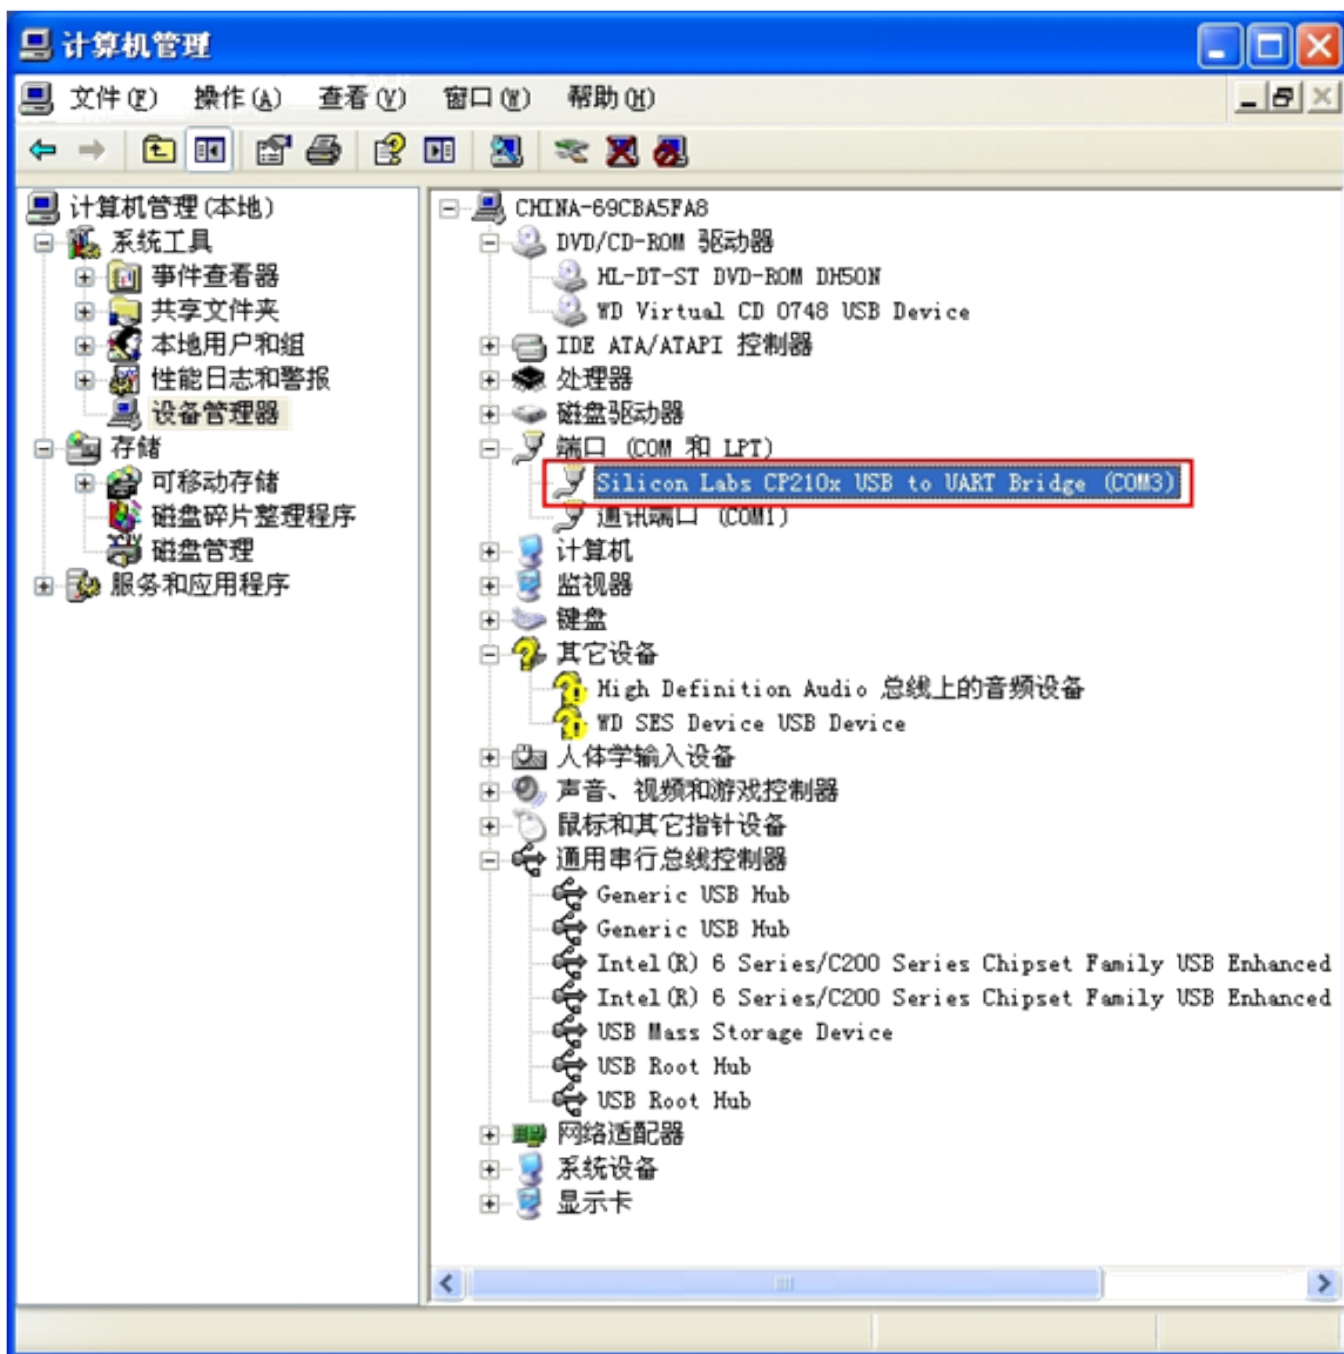 计算机管理
文件(F) 操作(A) 查看(V) 窗口(W) 帮助(H)
计算机管理(本地)
系统工具
事件查看器
共享文件夹
本地用户和组
性能日志和警报
设备管理器
存储
可移动存储
磁盘碎片整理程序
磁盘管理
服务和应用程序
CHINA-69CBA5FA8
DVD/CD-ROM 驱动器
HL-DT-ST DVD-ROM DH50N
WD Virtual CD 0748 USB Device
IDE ATA/ATAPI 控制器
处理器
磁盘驱动器
端口 (COM 和 LPT)
Silicon Labs CP210x USB to UART Bridge (COM3)
通讯端口 (COM1)
计算机
监视器
键盘
其它设备
High Definition Audio 总线上的音频设备
WD SES Device USB Device
人体学输入设备
声音、视频和游戏控制器
鼠标和其它指针设备
通用串行总线控制器
Generic USB Hub
Generic USB Hub
Intel(R) 6 Series/C200 Series Chipset Family USB Enhanced
Intel(R) 6 Series/C200 Series Chipset Family USB Enhanced
USB Mass Storage Device
USB Root Hub
USB Root Hub
网络适配器
系统设备
显示卡